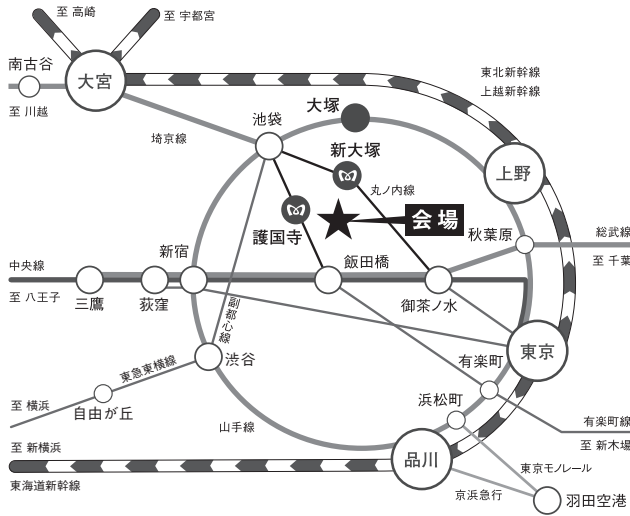 至 高崎
至 宇都宮
南古谷
大宮
至 川越
東北新幹線
上越新幹線
埼京線
池袋
大塚
新大塚
丸ノ内線
上野
護国寺
会場
秋葉原
総武線
至 千葉
新宿
飯田橋
中央線
至 八王子
三鷹
荻窪
御茶ノ水
副都心線
東京
渋谷
有楽町
東急東横線
自由が丘
至 横浜
浜松町
山手線
有楽町線
至 新木場
至 新横浜
品川
東海道新幹線
東京モノレール
京浜急行
羽田空港